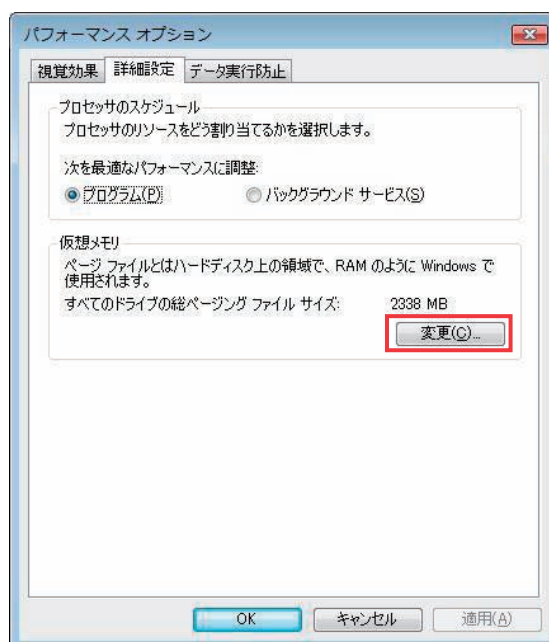 パフォーマンス オプション
視覚効果 詳細設定 データ実行防止
プロセッサのスケジュール
プロセッサのリソースをどう割り当てるかを選択します。
次を最適なパフォーマンスに調整:
プログラム(P) バックグラウンド サービス(S)
仮想メモリ
ページ ファイルとはハードディスク上の領域で、RAM のように Windows で
使用されます。
すべてのドライブの総ページング ファイル サイズ: 2338 MB
変更(C)...
OK キャンセル 適用(A)